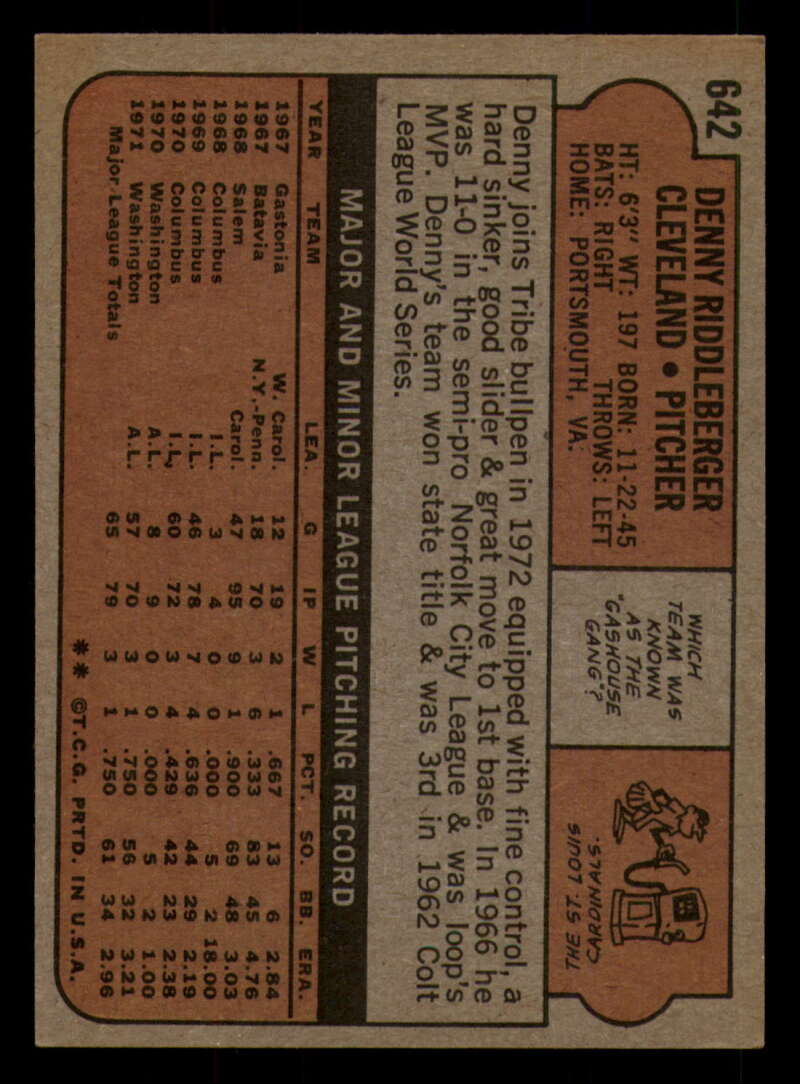 642
DENNY RIDDLEBERGER
CLEVELAND • PITCHER
HT: 6'3" WT: 197 BORN: 11-22-45
BATS: RIGHT THROWS: LEFT
HOME: PORTSMOUTH, VA.
WHICH
TEAM WAS
KNOWN
AS THE
"GASHOUSE
GANG"?
THE ST. LOUIS
CARDINALS.
Denny joins Tribe bullpen in 1972 equipped with fine control, a
hard sinker, good slider & great move to 1st base. In 1966 he
was 11-0 in the semi-pro Norfolk City League & was loop's
MVP. Denny's team won state title & was 3rd in 1962 Colt
League World Series.
MAJOR AND MINOR LEAGUE PITCHING RECORD
YEAR TEAM LEA. G IP W L PCT. SO. BB. ERA.
1967 Gastonia W. Carol. 12 19 2 1 .667 13 6 2.84
1967 Batavia N.Y.-Penn. 18 70 3 6 .333 83 45 4.76
1968 Salem Carol. 47 95 9 1 .900 69 48 3.03
1968 Columbus I.L. 3 4 0 0 .000 5 2 18.00
1969 Columbus I.L. 46 78 7 4 .636 44 29 2.19
1970 Columbus I.L. 60 72 3 4 .429 42 23 2.38
1970 Washington A.L. 8 9 0 0 .000 5 2 1.00
1971 Washington A.L. 57 70 3 1 .750 56 32 3.21
Major League Totals 65 79 3 1 .750 61 34 2.96
** ©T.C.G. PRTD. IN U.S.A.